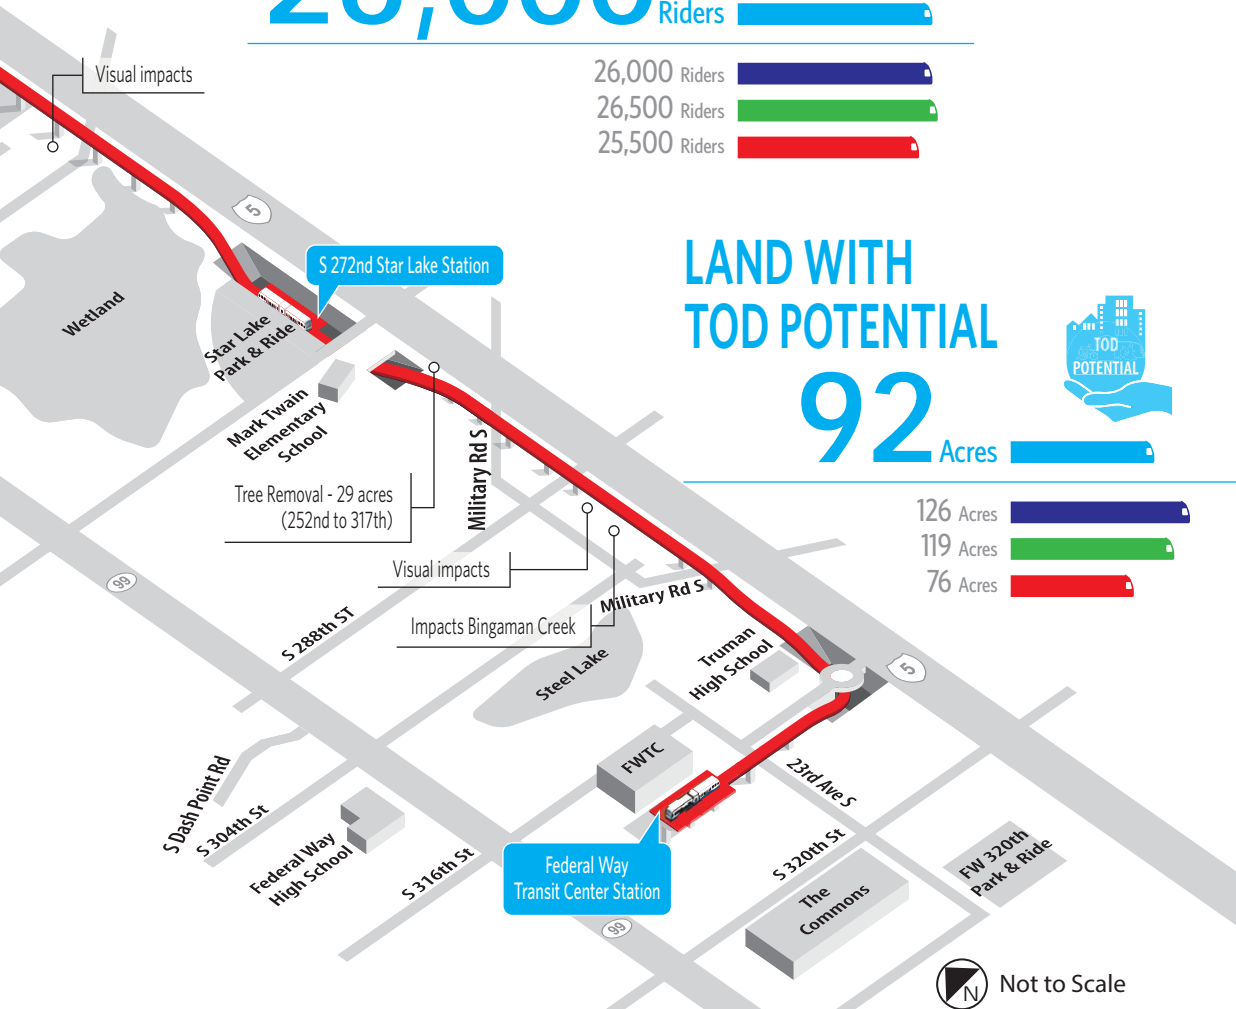 Riders
26,000 Riders
26,500 Riders
25,500 Riders
Visual impacts
5
S 272nd Star Lake Station
LAND WITH
TOD POTENTIAL
TOD
POTENTIAL
92 Acres
126 Acres
119 Acres
76 Acres
Wetland
Star Lake
Park & Ride
Mark Twain
Elementary
School
Military Rd S
Tree Removal - 29 acres
(252nd to 317th)
Visual impacts
Impacts Bingaman Creek
Military Rd S
99
S 288th ST
Steel Lake
Truman
High School
5
FWTC
23rd Ave S
S Dash Point Rd
S 304th St
Federal Way
High School
S 316th St
Federal Way
Transit Center Station
S 320th St
FW 320th
Park & Ride
The
Commons
99
N
Not to Scale